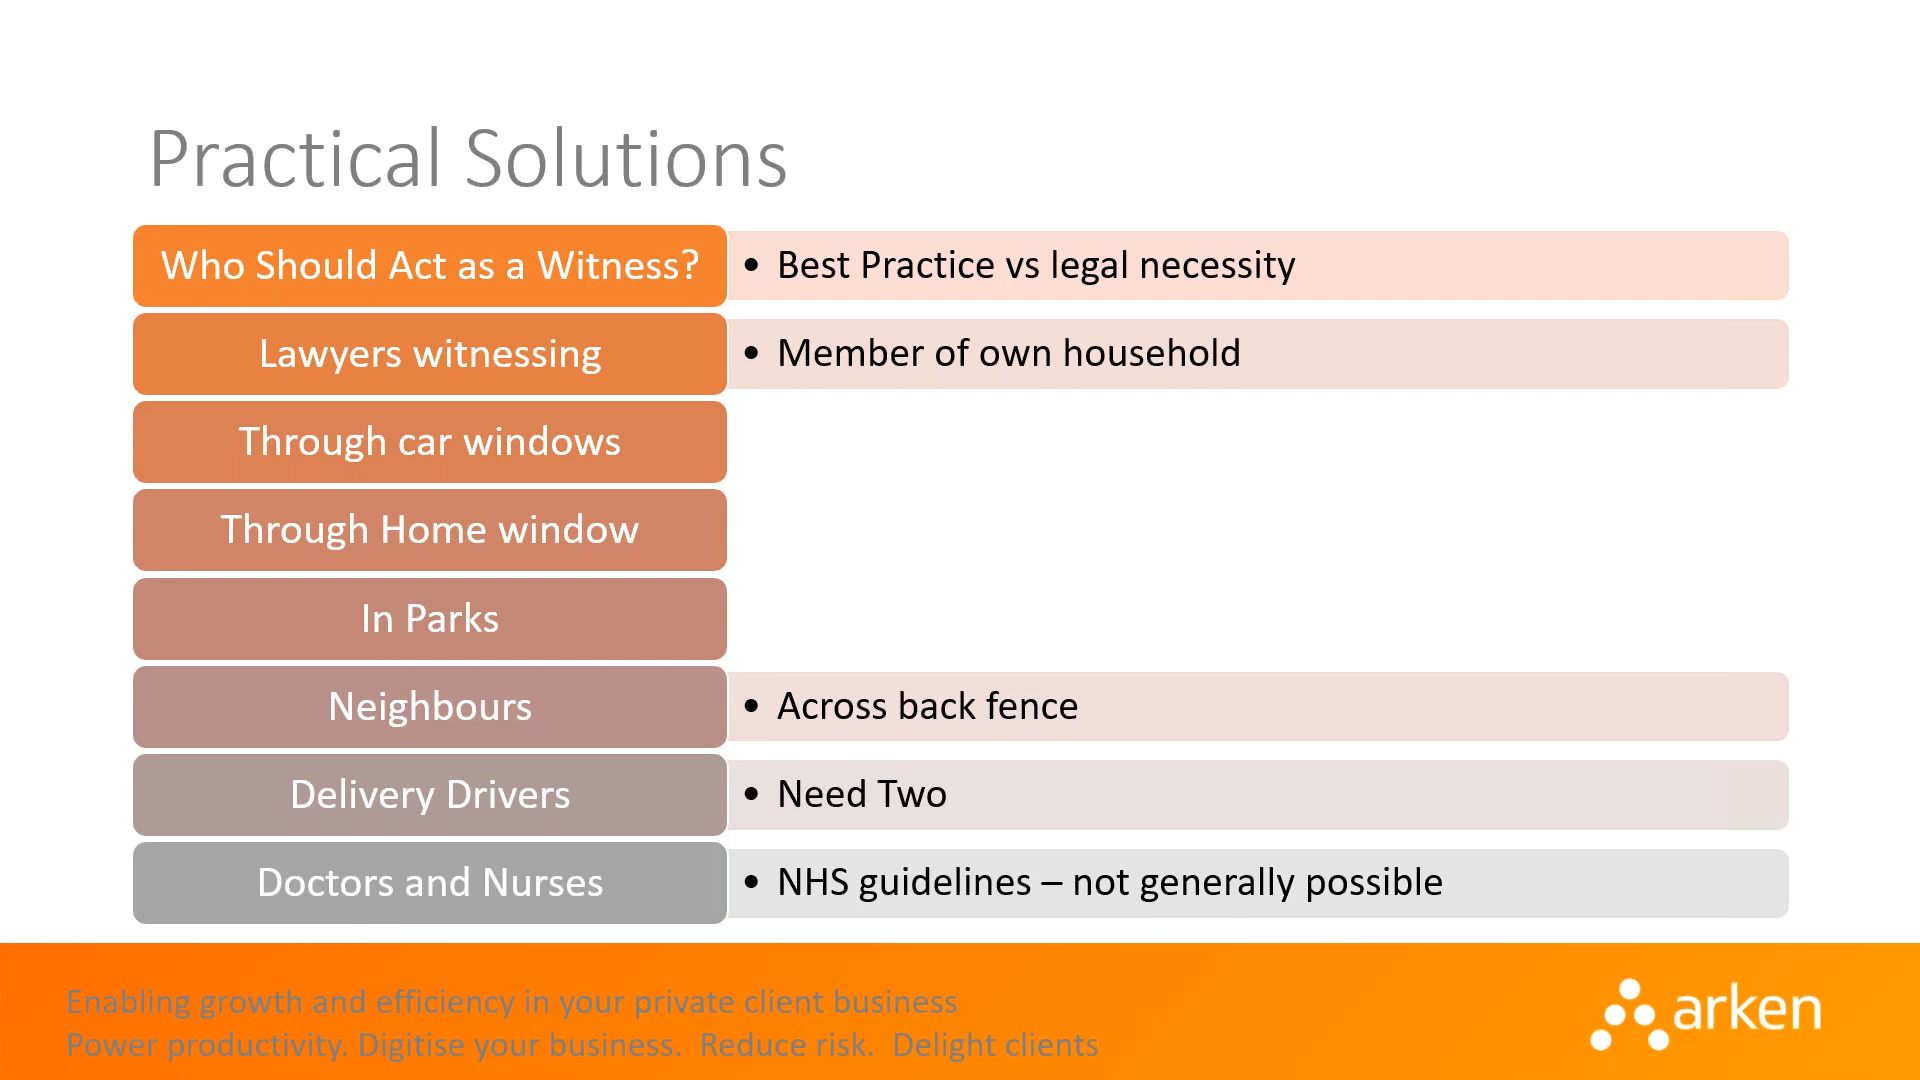 Practical Solutions
Who Should Act as a Witness?
• Best Practice vs legal necessity
Lawyers witnessing
• Member of own household
Through car windows
Through Home window
In Parks
Neighbours
• Across back fence
Delivery Drivers
• Need Two
Doctors and Nurses
• NHS guidelines – not generally possible
Enabling growth and efficiency in your private client business
Power productivity. Digitise your business.  Reduce risk.  Delight clients
arken